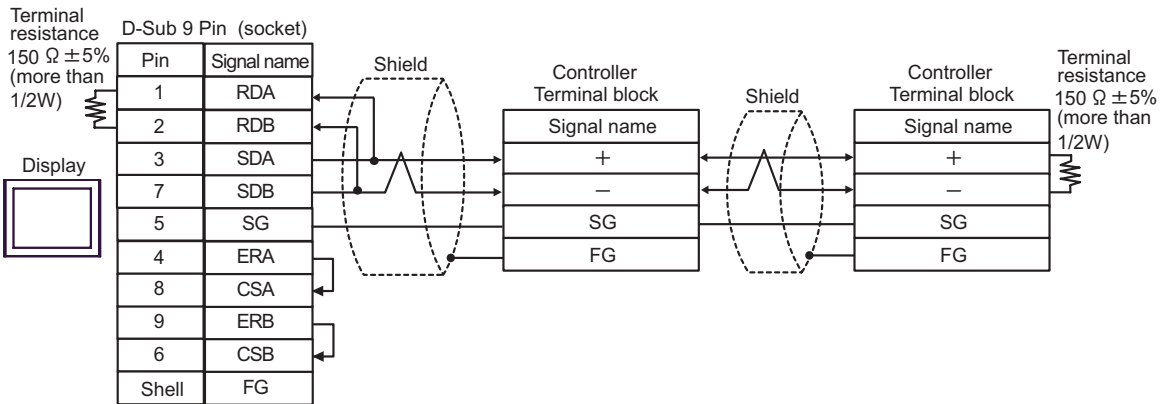 Terminal
resistance
150 Ω ±5%
(more than
1/2W)
D-Sub 9 Pin (socket)
Pin Signal name
1 RDA
2 RDB
3 SDA
7 SDB
5 SG
4 ERA
8 CSA
9 ERB
6 CSB
Shell FG
Display
Shield
Controller
Terminal block
Signal name
+
−
SG
FG
Shield
Controller
Terminal block
Signal name
+
−
SG
FG
Terminal
resistance
150 Ω ±5%
(more than
1/2W)